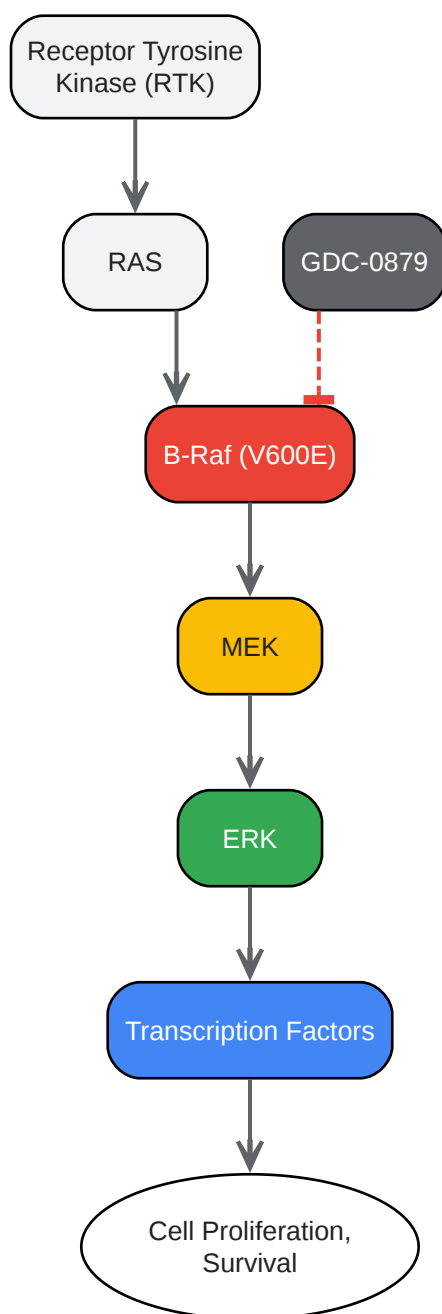 Receptor Tyrosine
Kinase (RTK)
RAS
GDC-0879
B-Raf (V600E)
MEK
ERK
Transcription Factors
Cell Proliferation,
Survival